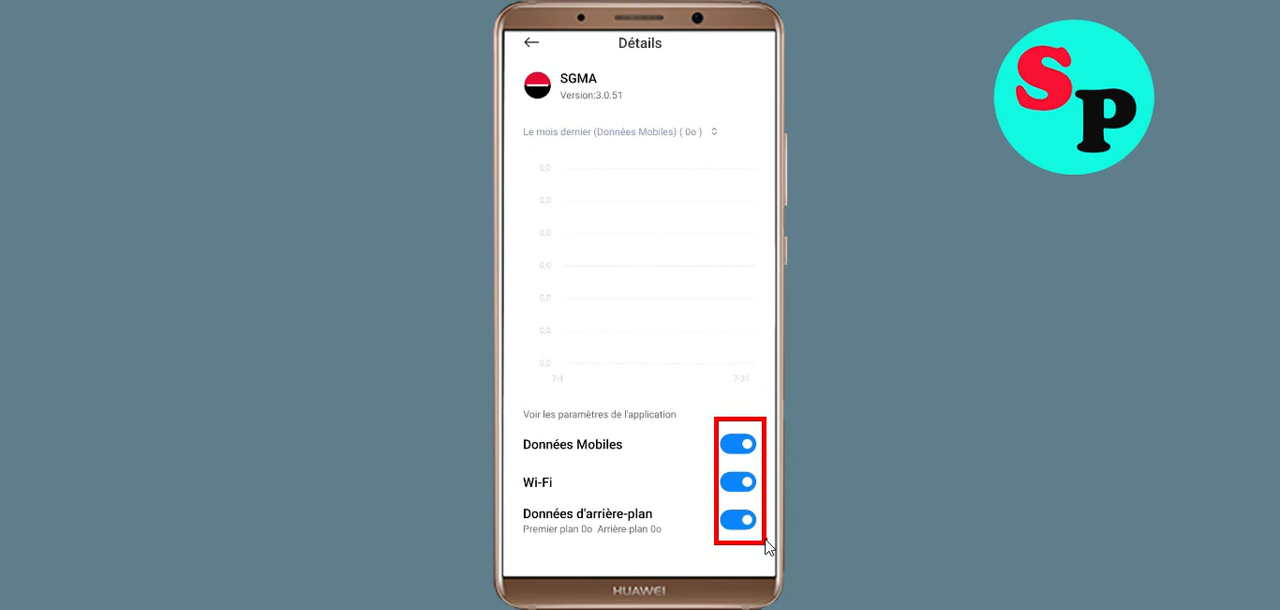 Détails
SGMA
Version:3.0.51
Le mois dernier (Données Mobiles) ( 0o )
0,0
0,0
0,0
0,0
0,0
0,0
0,0
7-1
7-31
Voir les paramètres de l'application
Données Mobiles
Wi-Fi
Données d'arrière-plan
Premier plan 0o Arrière-plan 0o
HUAWEI
SP